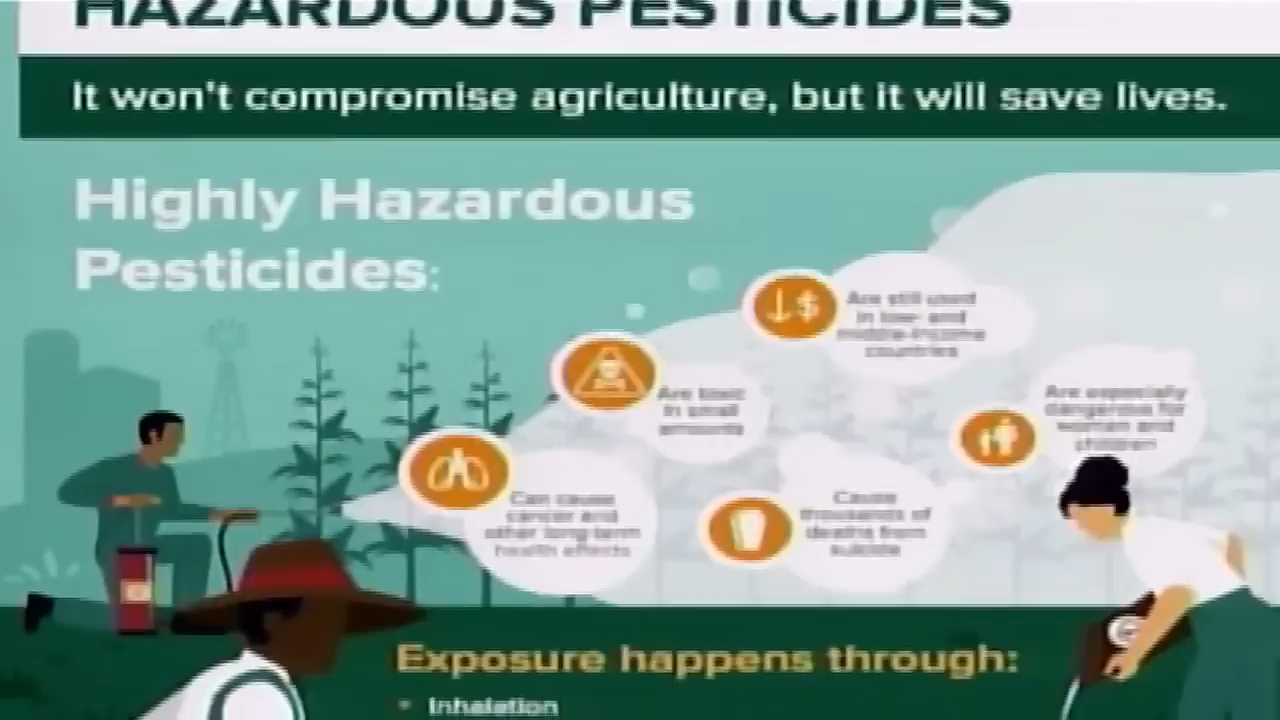 HAZARDOUS PESTICIDES
It won't compromise agriculture, but it will save lives.
Highly Hazardous
Pesticides:
Are still used
in low- and
middle-income
countries
Are toxic
in small
amounts
Are especially
dangerous for
women and
children
Can cause
cancer and
other long-term
health effects
Cause
thousands of
deaths from
suicide
Exposure happens through:
• Inhalation